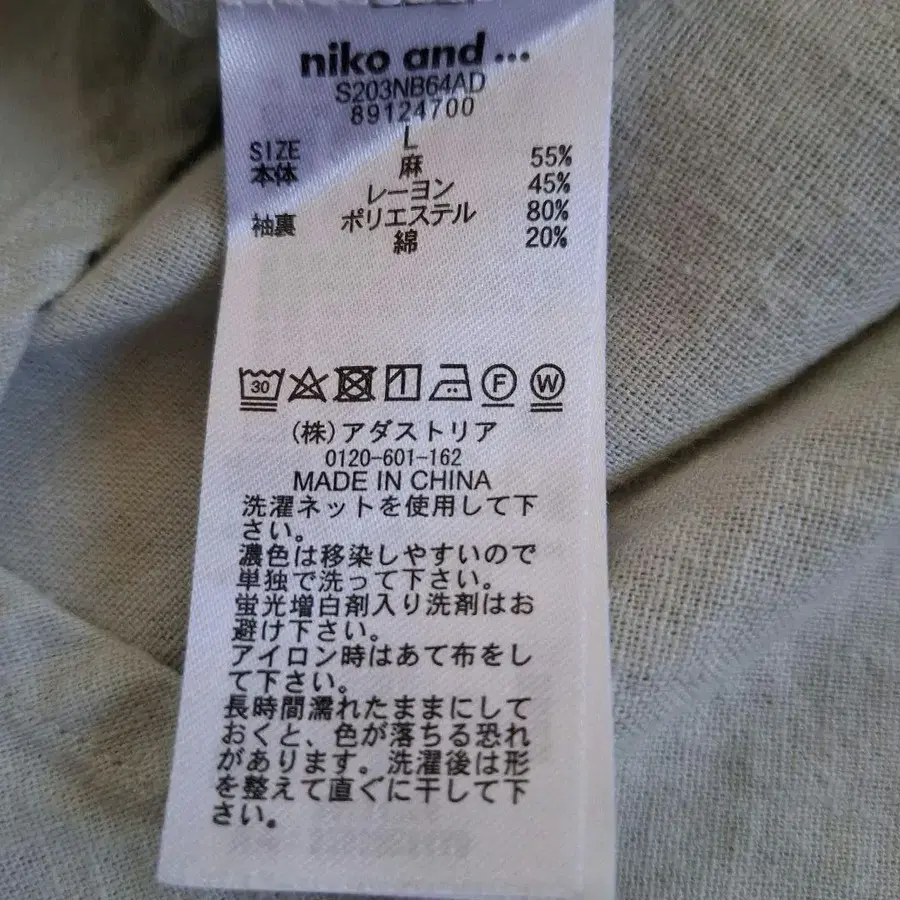 niko and ...
S203NB64AD
89124700
SIZE L
本体 麻 55%
レーヨン 45%
袖裏 ポリエステル 80%
綿 20%
30 F W
(株)アダストリア
0120-601-162
MADE IN CHINA
洗濯ネットを使用して下
さい。
濃色は移染しやすいので
単独で洗って下さい。
蛍光増白剤入り洗剤はお
避け下さい。
アイロン時はあて布をし
て下さい。
長時間濡れたままにして
おくと、色が落ちる恐れ
があります。洗濯後は形
を整えて直ぐに干して下
さい。